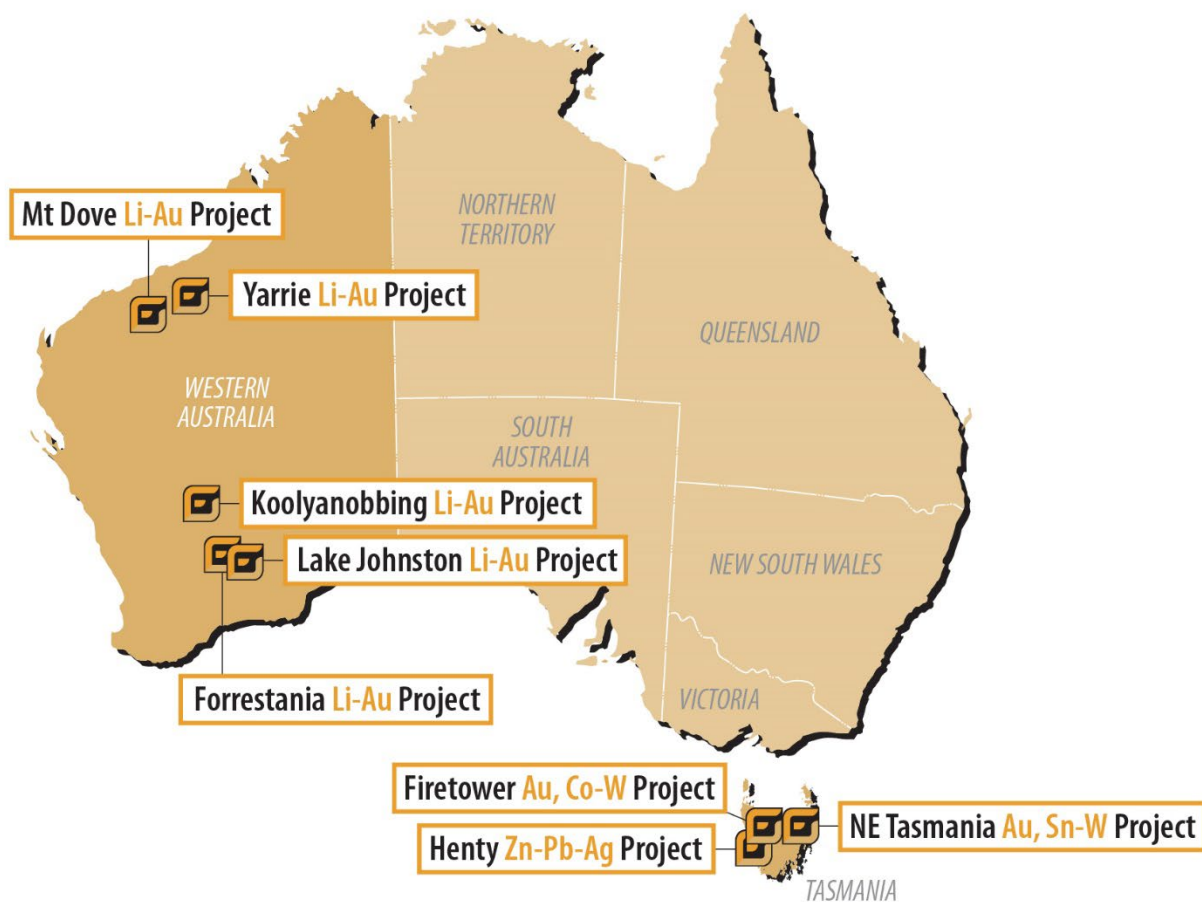 NORTHERN
TERRITORY
Mt Dove Li-Au Project
Yarrie Li-Au Project
QUEENSLAND
WESTERN
AUSTRALIA
SOUTH
AUSTRALIA
Koolyanobbing Li-Au Project
Lake Johnston Li-Au Project
NEW SOUTH WALES
Forrestania Li-Au Project
VICTORIA
Firetower Au, Co-W Project
NE Tasmania Au, Sn-W Project
Henty Zn-Pb-Ag Project
TASMANIA